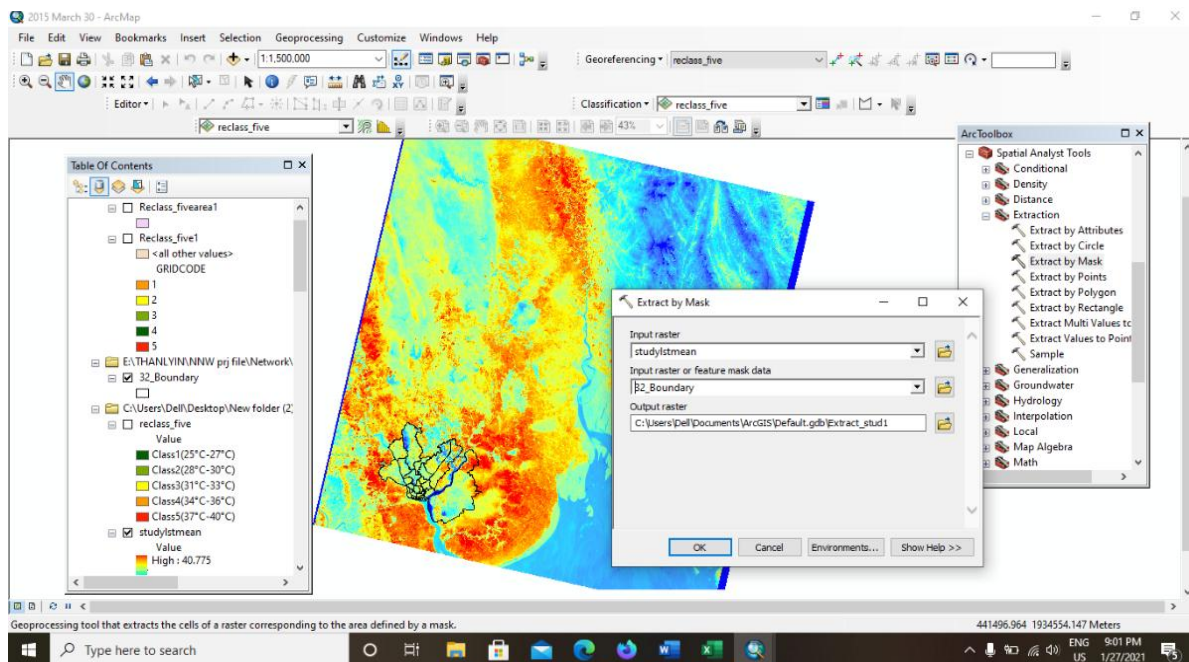 2015 March 30 - ArcMap
File Edit View Bookmarks Insert Selection Geoprocessing Customize Windows Help
1:1,500,000
Georeferencing reclass_five
Editor
Classification reclass_five
reclass_five
43%
Table Of Contents
Reclass_fivearea1
Reclass_five1
<all other values>
GRIDCODE
1
2
3
4
5
E:\THANLYIN\NNW prj file\Network\
32_Boundary
C:\Users\Dell\Desktop\New folder (2)
reclass_five
Value
Class1(25°C-27°C)
Class2(28°C-30°C)
Class3(31°C-33°C)
Class4(34°C-36°C)
Class5(37°C-40°C)
studylstmean
Value
High : 40.775
Extract by Mask
Input raster
studylstmean
Input raster or feature mask data
32_Boundary
Output raster
C:\Users\Dell\Documents\ArcGIS\Default.gdb\Extract_stud1
OK Cancel Environments... Show Help >>
ArcToolbox
Spatial Analyst Tools
Conditional
Density
Distance
Extraction
Extract by Attributes
Extract by Circle
Extract by Mask
Extract by Points
Extract by Polygon
Extract by Rectangle
Extract Multi Values to
Extract Values to Point
Sample
Generalization
Groundwater
Hydrology
Interpolation
Local
Map Algebra
Math
Geoprocessing tool that extracts the cells of a raster corresponding to the area defined by a mask.
441496.964 1934554.147 Meters
Type here to search
ENG
US
9:01 PM
1/27/2021
5